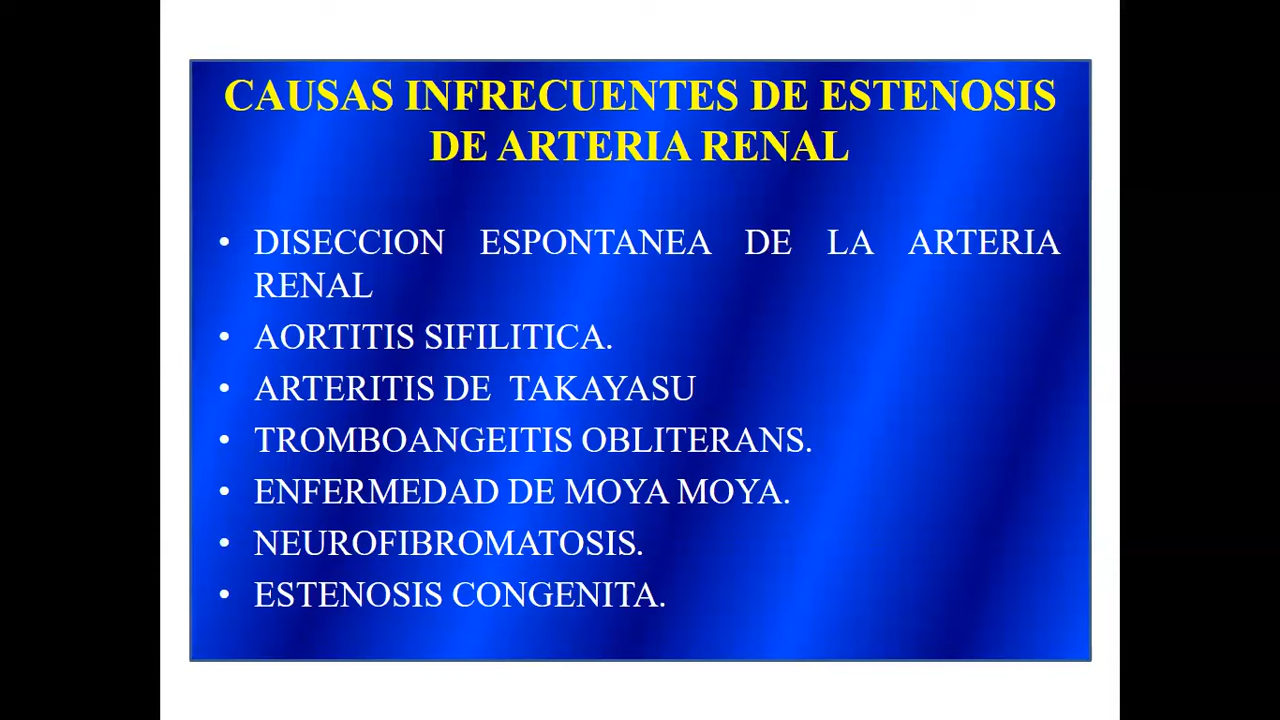 CAUSAS INFRECUENTES DE ESTENOSIS
DE ARTERIA RENAL
• DISECCION ESPONTANEA DE LA ARTERIA
RENAL
• AORTITIS SIFILITICA.
• ARTERITIS DE TAKAYASU
• TROMBOANGEITIS OBLITERANS.
• ENFERMEDAD DE MOYA MOYA.
• NEUROFIBROMATOSIS.
• ESTENOSIS CONGENITA.